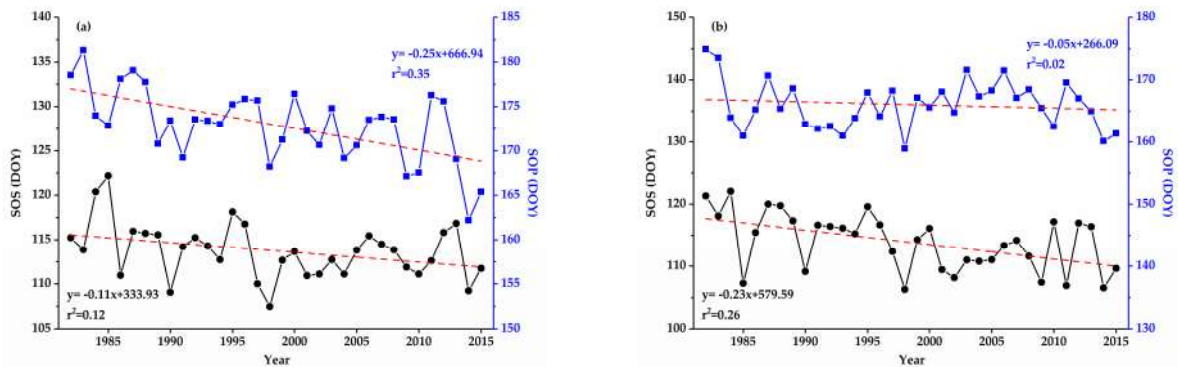 (a)
y= -0.25x+666.94
r²=0.35
y= -0.11x+333.93
r²=0.12
SOS (DOY)
140
135
130
125
120
115
110
105
SOP (DOY)
185
180
175
170
165
160
155
150
1985 1990 1995 2000 2005 2010 2015
Year
(b)
y= -0.05x+266.09
r²=0.02
y= -0.23x+579.59
r²=0.26
SOS (DOY)
150
140
130
120
110
100
SOP (DOY)
180
170
160
150
140
130
1985 1990 1995 2000 2005 2010 2015
Year